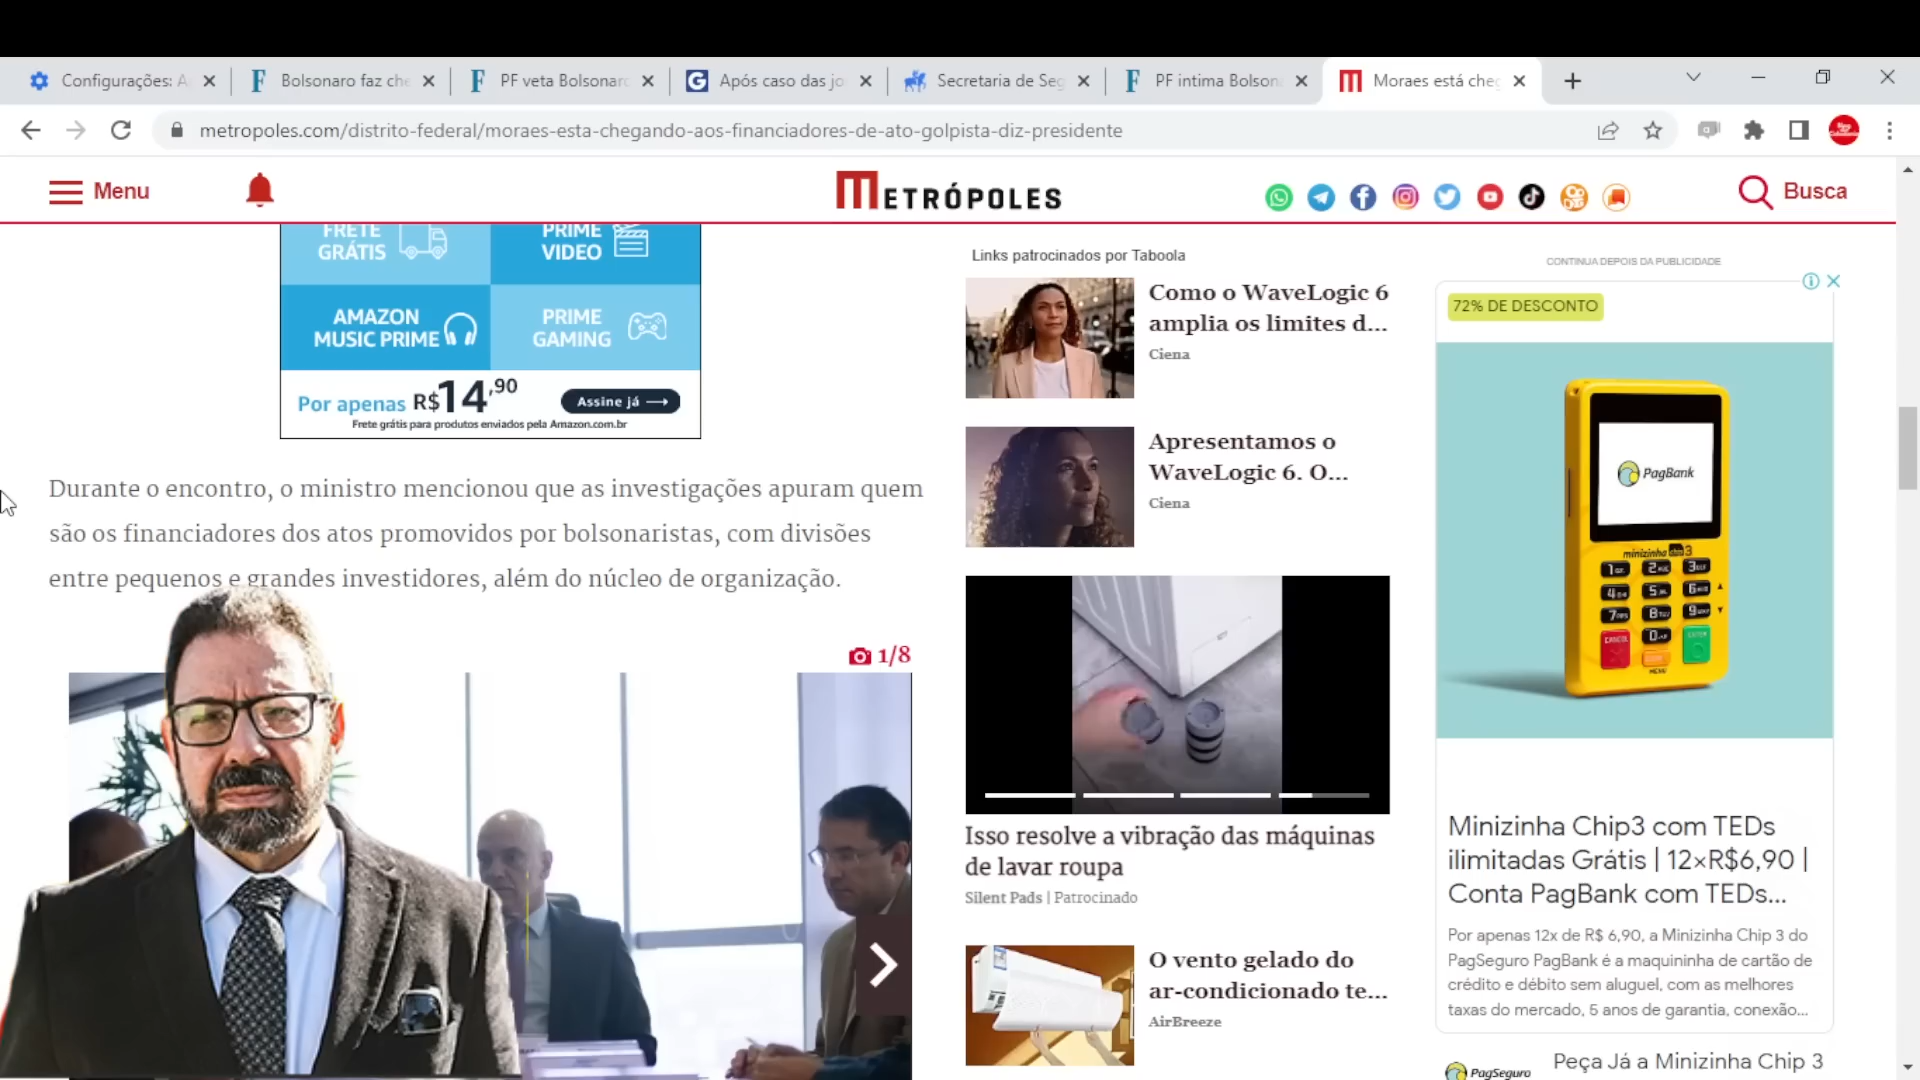 Configurações: A
Bolsonaro faz che
PF veta Bolsonaro
Após caso das jo
Secretaria de Seg
PF intima Bolson
Moraes está cheg
metropoles.com/distrito-federal/moraes-esta-chegando-aos-financiadores-de-ato-golpista-diz-presidente
Menu
METRÓPOLES
Busca
FRETE
GRÁTIS
PRIME
VIDEO
AMAZON
MUSIC PRIME
PRIME
GAMING
Por apenas R$14,90
Assine já
Frete grátis para produtos enviados pela Amazon.com.br
Durante o encontro, o ministro mencionou que as investigações apuram quem
são os financiadores dos atos promovidos por bolsonaristas, com divisões
entre pequenos e grandes investidores, além do núcleo de organização.
1/8
Links patrocinados por Taboola
Como o WaveLogic 6
amplia os limites d...
Ciena
Apresentamos o
WaveLogic 6. O...
Ciena
Isso resolve a vibração das máquinas
de lavar roupa
Silent Pads | Patrocinado
O vento gelado do
ar-condicionado te...
AirBreeze
CONTINUA DEPOIS DA PUBLICIDADE
72% DE DESCONTO
PagBank
minizinha chip 3
Minizinha Chip3 com TEDs
ilimitadas Grátis | 12×R$6,90 |
Conta PagBank com TEDs...
Por apenas 12x de R$ 6,90, a Minizinha Chip 3 do
PagSeguro PagBank é a maquininha de cartão de
crédito e débito sem aluguel, com as melhores
taxas do mercado, 5 anos de garantia, conexão...
PagSeguro
Peça Já a Minizinha Chip 3